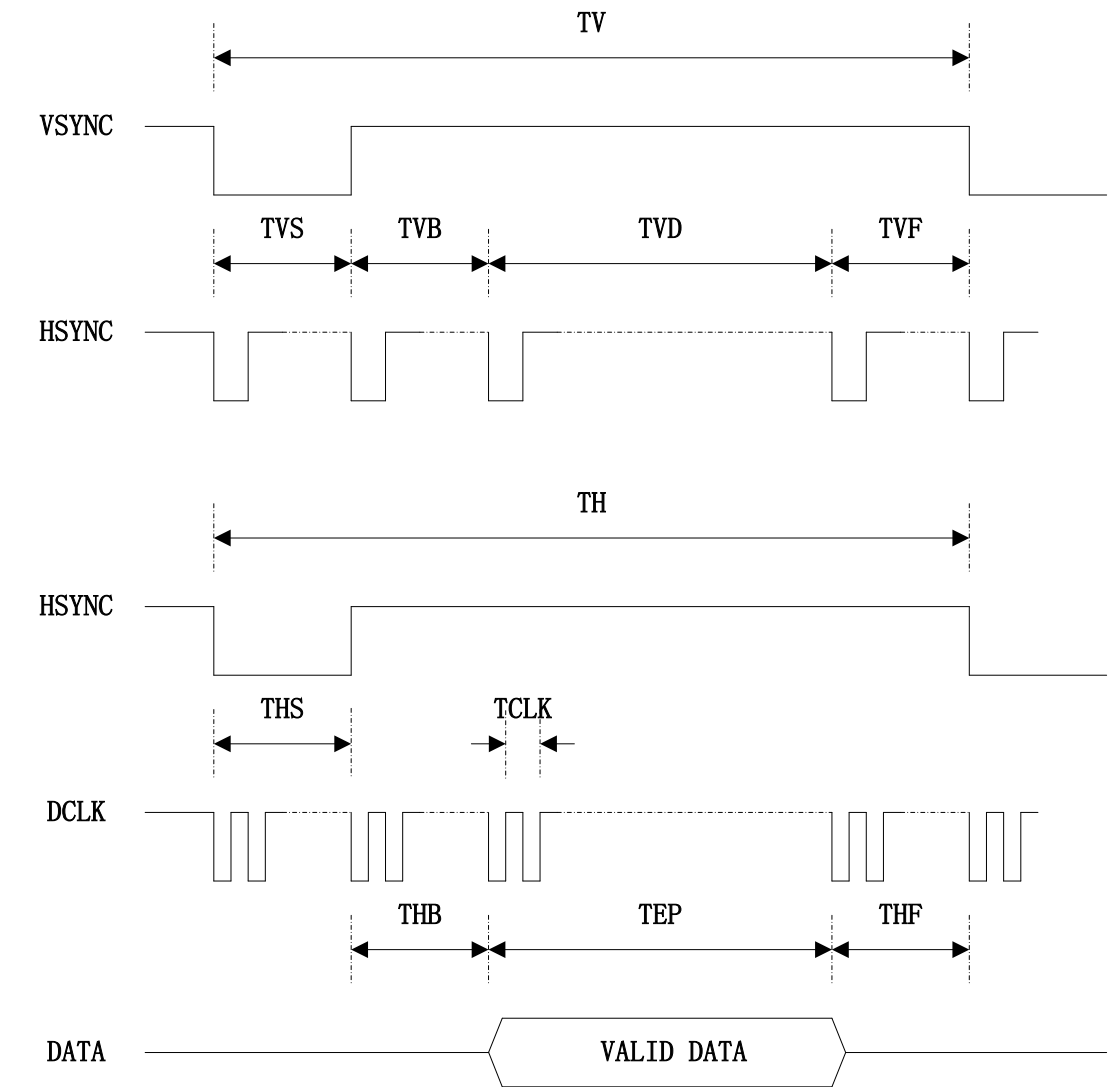 TV
VSYNC
TVS TVB TVD TVF
HSYNC
TH
HSYNC
THS TCLK
DCLK
THB TEP THF
DATA VALID DATA